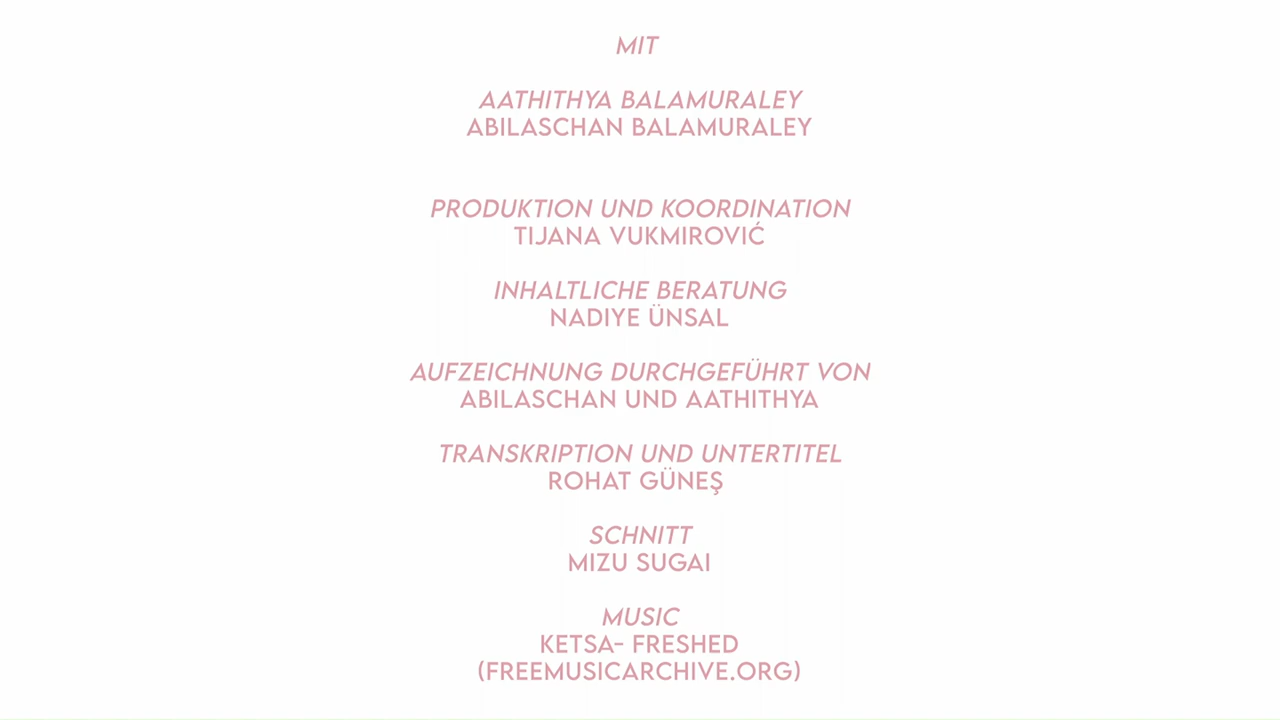 MIT
AATHITHYA BALAMURALEY
ABILASCHAN BALAMURALEY
PRODUKTION UND KOORDINATION
TIJANA VUKMIROVIĆ
INHALTLICHE BERATUNG
NADIYE ÜNSAL
AUFZEICHNUNG DURCHGEFÜHRT VON
ABILASCHAN UND AATHITHYA
TRANSKRIPTION UND UNTERTITEL
ROHAT GÜNEŞ
SCHNITT
MIZU SUGAI
MUSIC
KETSA- FRESHED
(FREEMUSICARCHIVE.ORG)